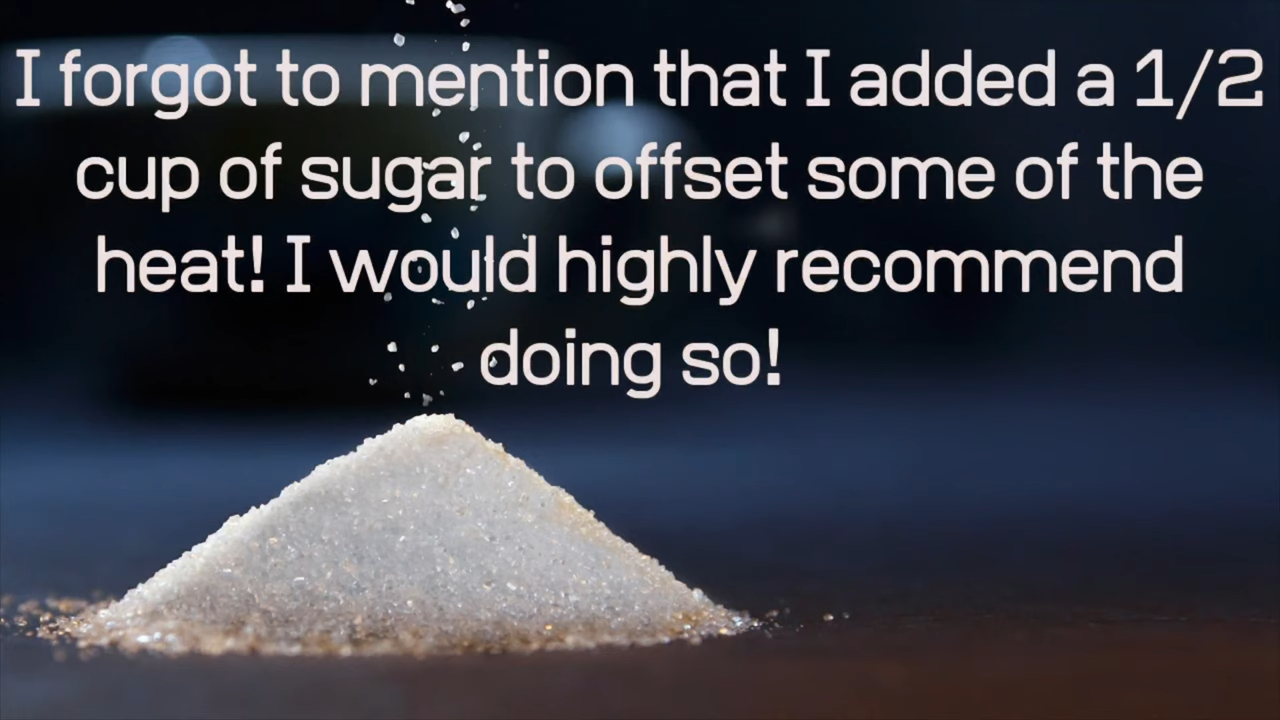 I forgot to mention that I added a 1/2
cup of sugar to offset some of the
heat! I would highly recommend
doing so!